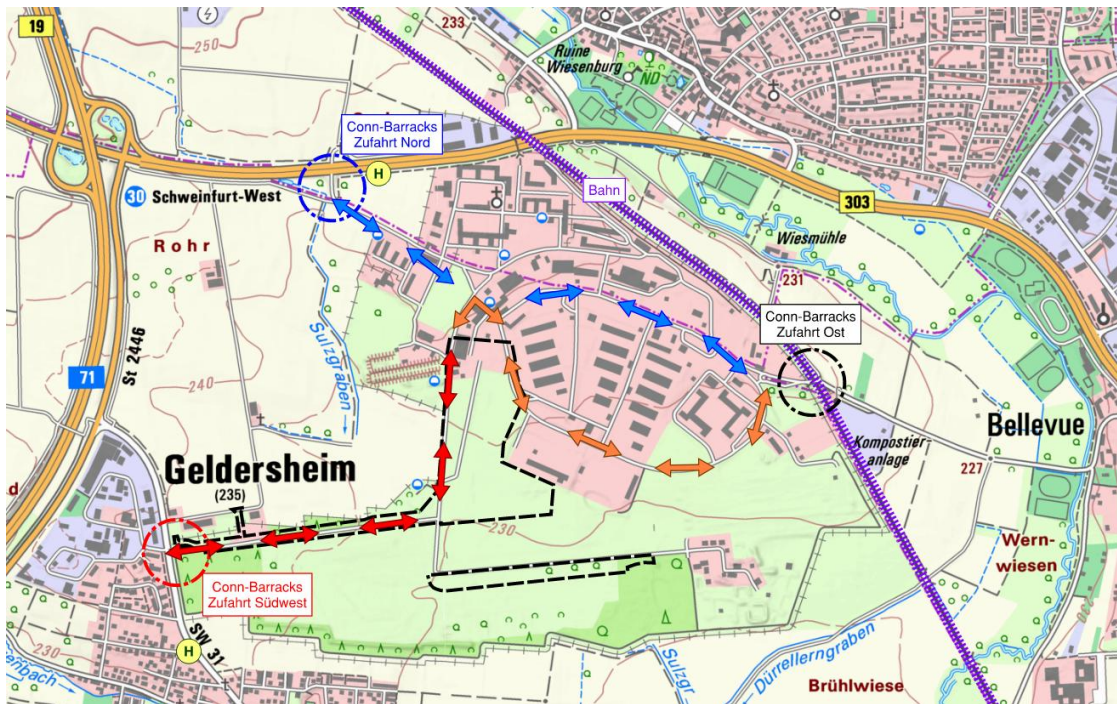 19
250
233
Ruine
Wiesenburg
ND
Conn-Barracks
Zufahrt Nord
H
30 Schweinfurt-West
Bahn
303
Rohr
Wiesmühle
231
Conn-Barracks
Zufahrt Ost
St 2446
Sulzgraben
71
240
Bellevue
Kompostier-
anlage
227
Geldersheim
(235)
230
Conn-Barracks
Zufahrt Südwest
Wern-
wiesen
SW 31
H
230
Sulzgr
Dürrellerngraben
Brühlwiese